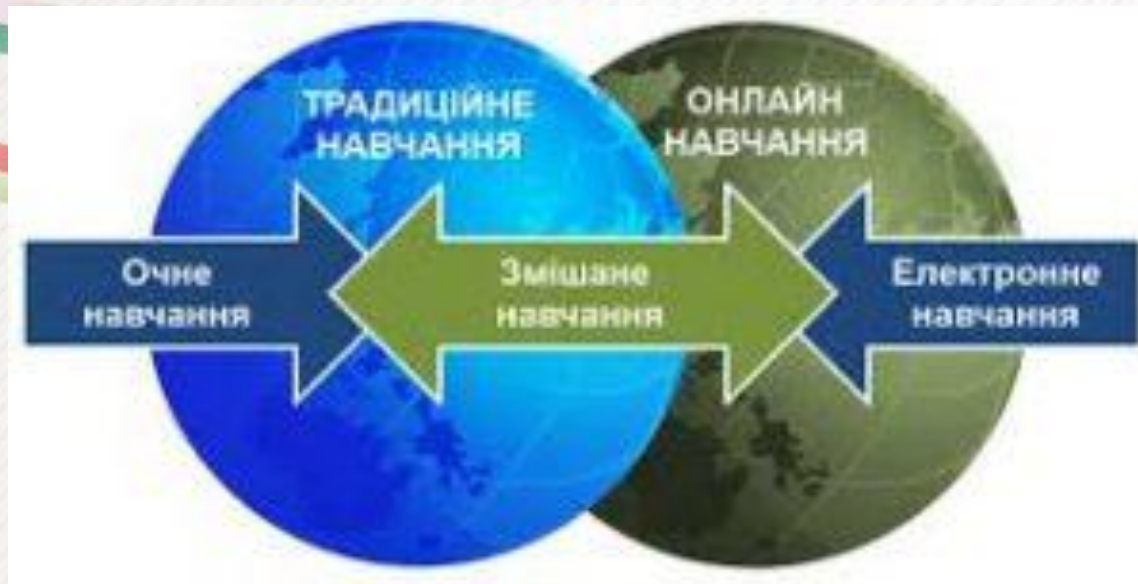 ТРАДИЦІЙНЕ
НАВЧАННЯ
ОНЛАЙН
НАВЧАННЯ
Очне
навчання
Змішане
навчання
Електронне
навчання